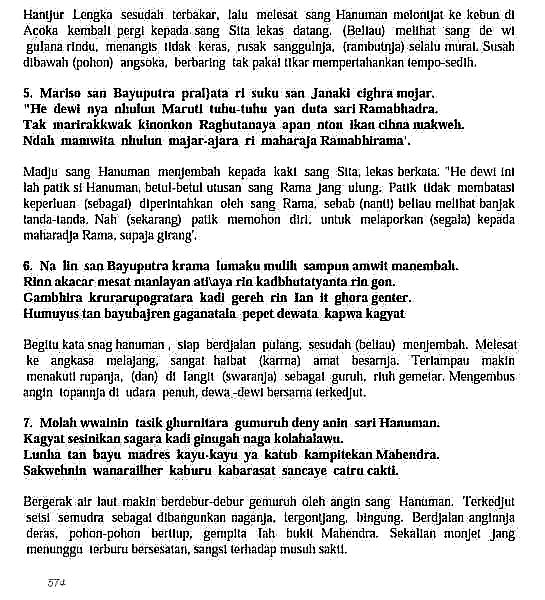 Hantjur Lengka sesudah terbakar, lalu melesat sang Hanuman melontjat ke kebun di
Acoka kembali pergi kepada sang Sita lekas datang. (Beliau) melihat sang de wi
gulana rindu, menangis tidak keras, rusak sanggulnja, (rambutnja) selalu murai. Susah
dibawah (pohon) angsoka, berbaring tak pakai tikar mempertahankan tempo-sedih.
5. Mariso san Bayuputra praljata ri suku san Janaki cighra mojar.
"He dewi nya nhulun Maruti tuhu-tuhu yan duta sari Ramabhadra.
Tak marirakkwak kinonkon Raghutanaya apan nton ikan cihna makweh.
Ndah mamwita nhulun majar-ajara ri maharaja Ramabhirama'.
Madju sang Hanuman menjembah kepada kaki sang Sita, lekas berkata: "He dewi ini
lah patik si Hanuman, betul-betul utusan sang Rama jang ulung. Patik tidak membatasi
keperluan (sebagai) diperintahkan oleh sang Rama, sebab (nanti) beliau melihat banjak
tanda-tanda. Nah (sekarang) patik memohon diri, untuk melaporkan (segala) kepada
maharadja Rama, supaja girang'.
6. Na lin san Bayuputra krama lumaku mulih sampun amwit manembah.
Rinn akacar mesat manlayan ati\aya rin kadbhutatyanta rin gon.
Gambhira krurarupogratara kadi gereh rin lan it ghora genter.
Humuyus tan bayubajren gaganatala pepet dewata kapwa kagyat
Begitu kata snag hanuman , siap berdjalan pulang, sesudah (beliau) menjembah. Melesat
ke angkasa melajang, sangat haibat (karma) amat besarnja. Terlampau makin
menakuti rupanja, (dan) di langit (swaranja) sebagai guruh, riuh gemetar. Mengembus
angin topannja di udara penuh, dewa -dewi bersama terkedjut.
7. Molah wwainin tasik ghurnitara gumuruh deny anin sari Hanuman.
Kagyat sesinikan sagara kadi ginugah naga kolahalawu.
Lunha tan bayu madres kayu-kayu ya katub kampitekan Mahendra.
Sakwehnin wanarailher kaburu kabarasat sancaye catru cakti.
Bergerak air laut makin berdebur-debur gemuruh oleh angin sang Hanuman. Terkedjut
seisi semudra sebagai dibangunkan naganja, tergontjang, bingung. Berdjalan anginnja
deras, pohon-pohon bertiup, gempita lah bukit Mahendra. Sekalian monjet jang
menunggu terburu bersesatan, sangsi terhadap musuh sakti.
574